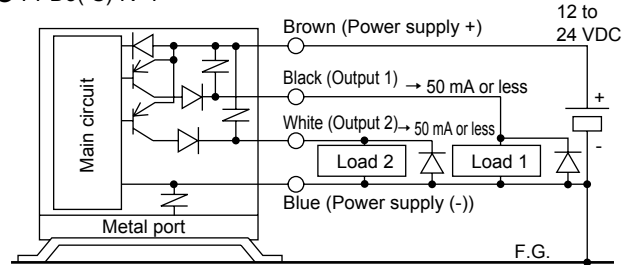 Brown (Power supply +)
12 to
24 VDC
Black (Output 1) → 50 mA or less
White (Output 2) → 50 mA or less
+
-
Main circuit
Load 2
Load 1
Blue (Power supply (-))
Metal port
F.G.